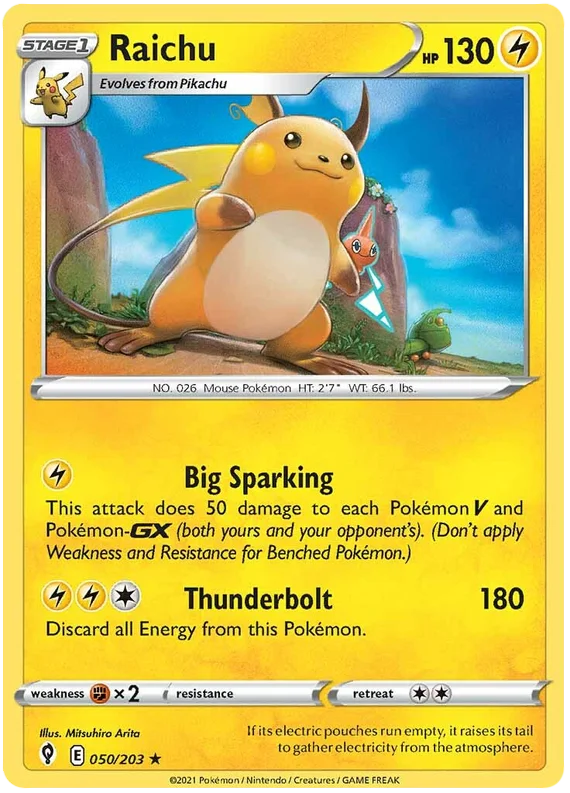 STAGE1
Raichu
HP 130
Evolves from Pikachu
NO. 026 Mouse Pokémon HT: 2'7" WT: 66.1 lbs.
Big Sparking
This attack does 50 damage to each Pokémon V and
Pokémon-GX (both yours and your opponent's). (Don't apply
Weakness and Resistance for Benched Pokémon.)
Thunderbolt 180
Discard all Energy from this Pokémon.
weakness ×2 resistance retreat
Illus. Mitsuhiro Arita
If its electric pouches run empty, it raises its tail
to gather electricity from the atmosphere.
E 050/203 ★
©2021 Pokémon / Nintendo / Creatures / GAME FREAK